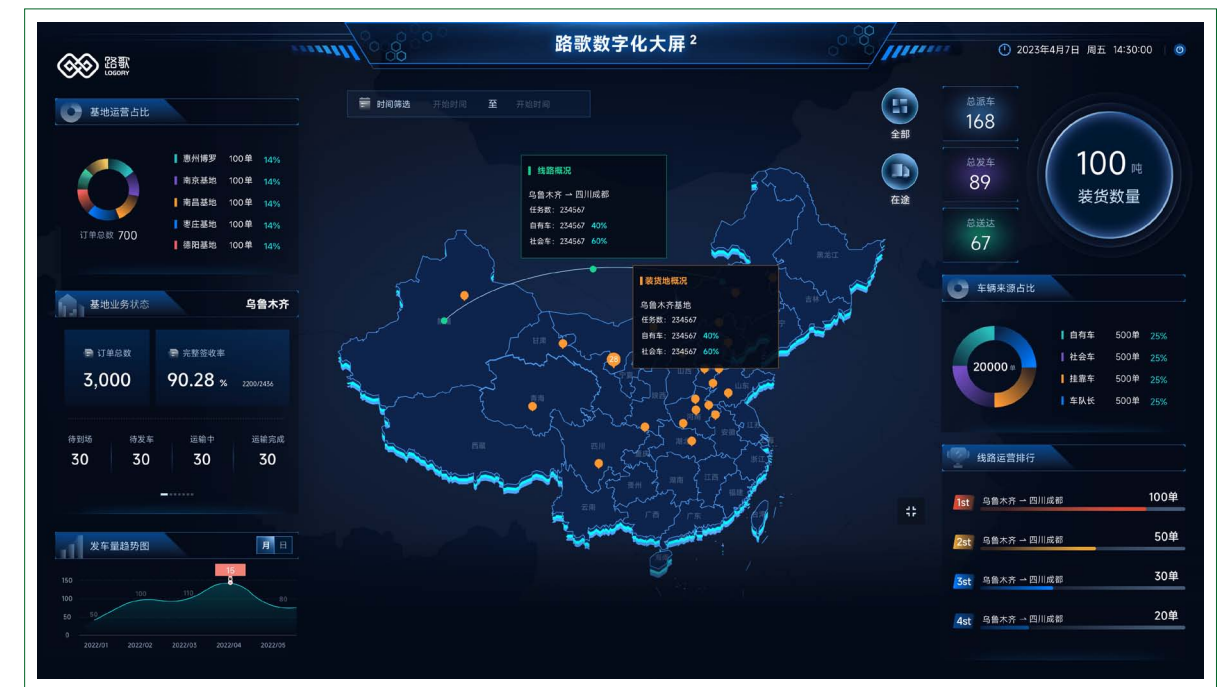 路歌数字化大屏 2
路歌
LOGORY
2023年4月7日 周五 14:30:00
基地运营占比
惠州博罗 100单 14%
南京基地 100单 14%
南昌基地 100单 14%
枣庄基地 100单 14%
德阳基地 100单 14%
订单总数 700
基地业务状态 乌鲁木齐
订单总数
3,000
完整签收率
90.28 % 2200/2436
待到场 待发车 运输中 运输完成
30 30 30 30
发车量趋势图 月 日
150
100
50
0
50
100
110
15
80
2022/01 2022/02 2022/03 2022/04 2022/05
时间筛选 开始时间 至 开始时间
全部
在途
线路概况
乌鲁木齐 → 四川成都
任务数: 234567
自有车: 234567 40%
社会车: 234567 60%
装货地概况
乌鲁木齐基地
任务数: 234567
自有车: 234567 40%
社会车: 234567 60%
黑龙江
吉林
甘肃
28
宁夏
山西
山东
青海
陕西
西藏
四川
湖北
安徽
江苏
浙江
贵州
湖南
江西
福建
云南
广西
广东
总派车
168
总发车
89
总送达
67
100 吨
装货数量
车辆来源占比
20000 单
自有车 500单 25%
社会车 500单 25%
挂靠车 500单 25%
车队长 500单 25%
线路运营排行
1st 乌鲁木齐 → 四川成都 100单
2st 乌鲁木齐 → 四川成都 50单
3st 乌鲁木齐 → 四川成都 30单
4st 乌鲁木齐 → 四川成都 20单